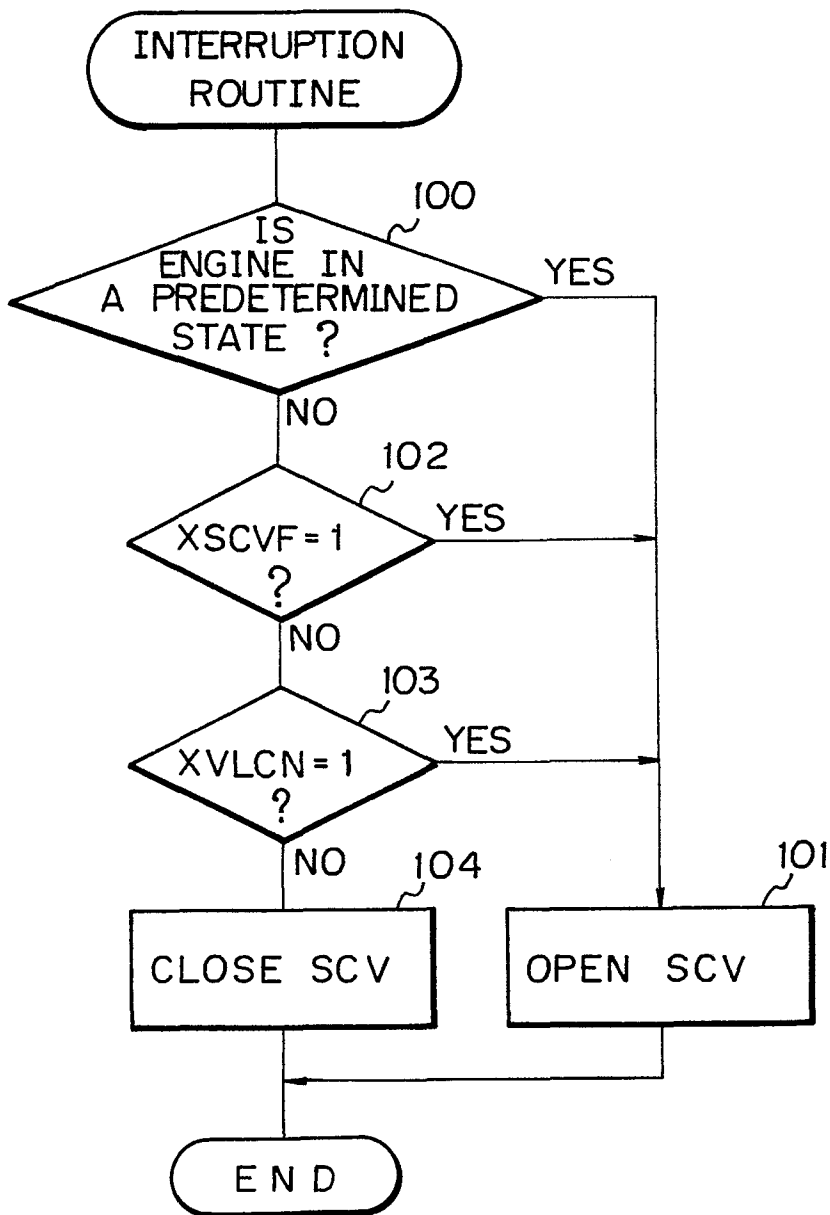 INTERRUPTION
ROUTINE
100
IS
ENGINE IN
A PREDETERMINED
STATE ?
YES
NO
102
XSCVF=1
?
YES
NO
103
XVLCN=1
?
YES
NO
104
101
CLOSE SCV
OPEN SCV
END